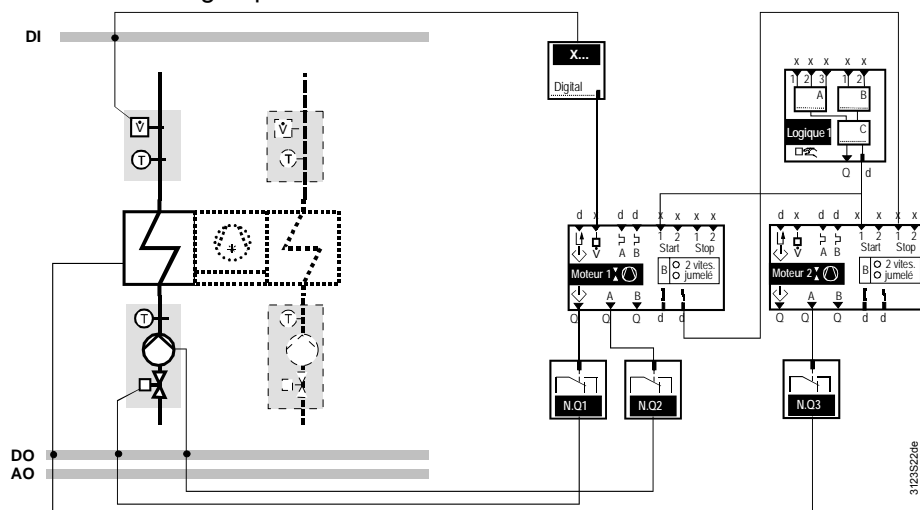 DI
X...
Digital
x x x x x
1 2 3 1 2
A B
Logique 1
C
Q d
V
V
T
T
d x d d x x x x
1 2 1 2
V A B Start Stop
Moteur 1
B 2 vites.
jumelé
A B
Q Q Q d d
d x d d x x x x
1 2 1 2
V A B Start Stop
Moteur 2
B 2 vites.
jumelé
A B
Q Q Q d d
T
T
N.Q1
N.Q2
N.Q3
DO
AO
3123S22de